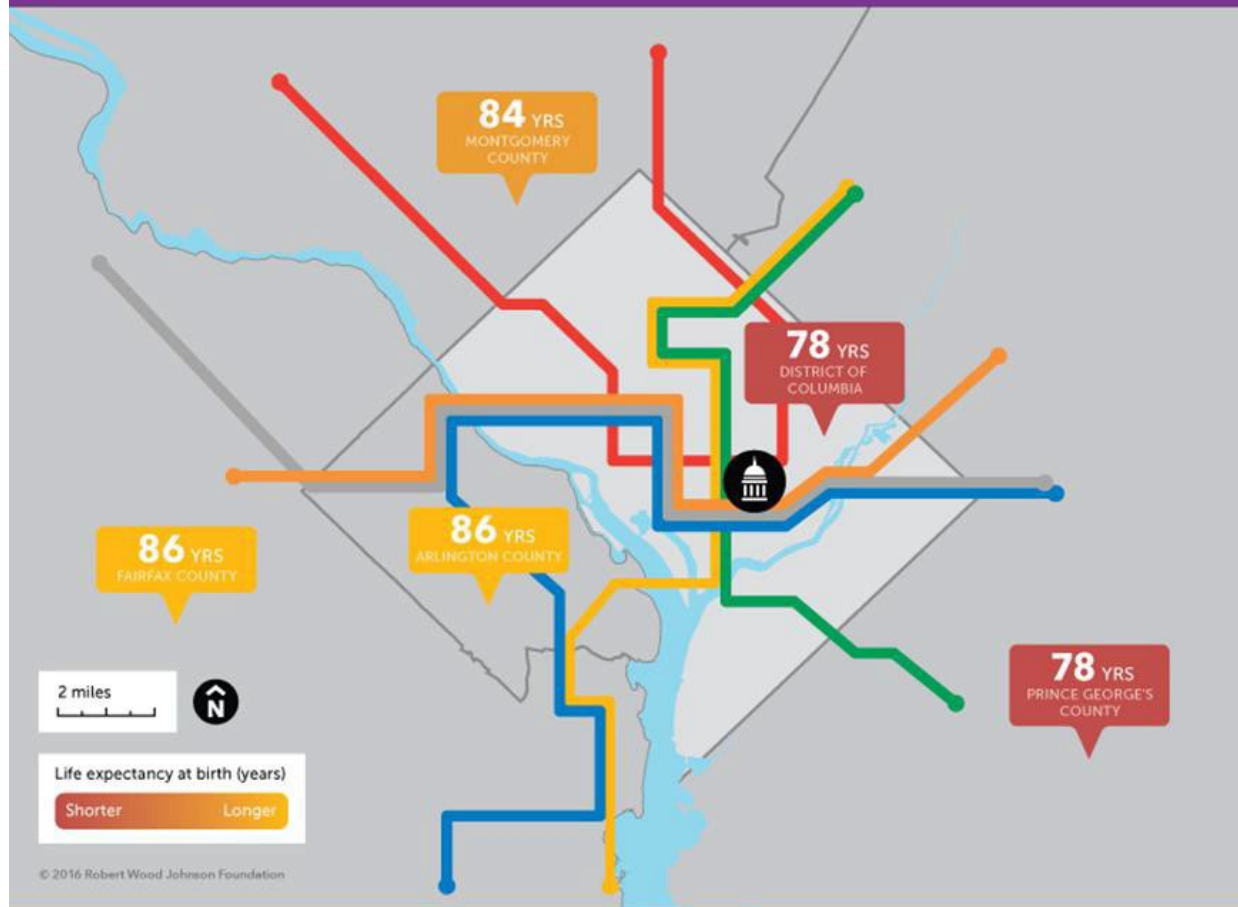 84 YRS
MONTGOMERY
COUNTY
78 YRS
DISTRICT OF
COLUMBIA
86 YRS
FAIRFAX COUNTY
86 YRS
ARLINGTON COUNTY
78 YRS
PRINCE GEORGE'S
COUNTY
2 miles
N
Life expectancy at birth (years)
Shorter Longer
© 2016 Robert Wood Johnson Foundation